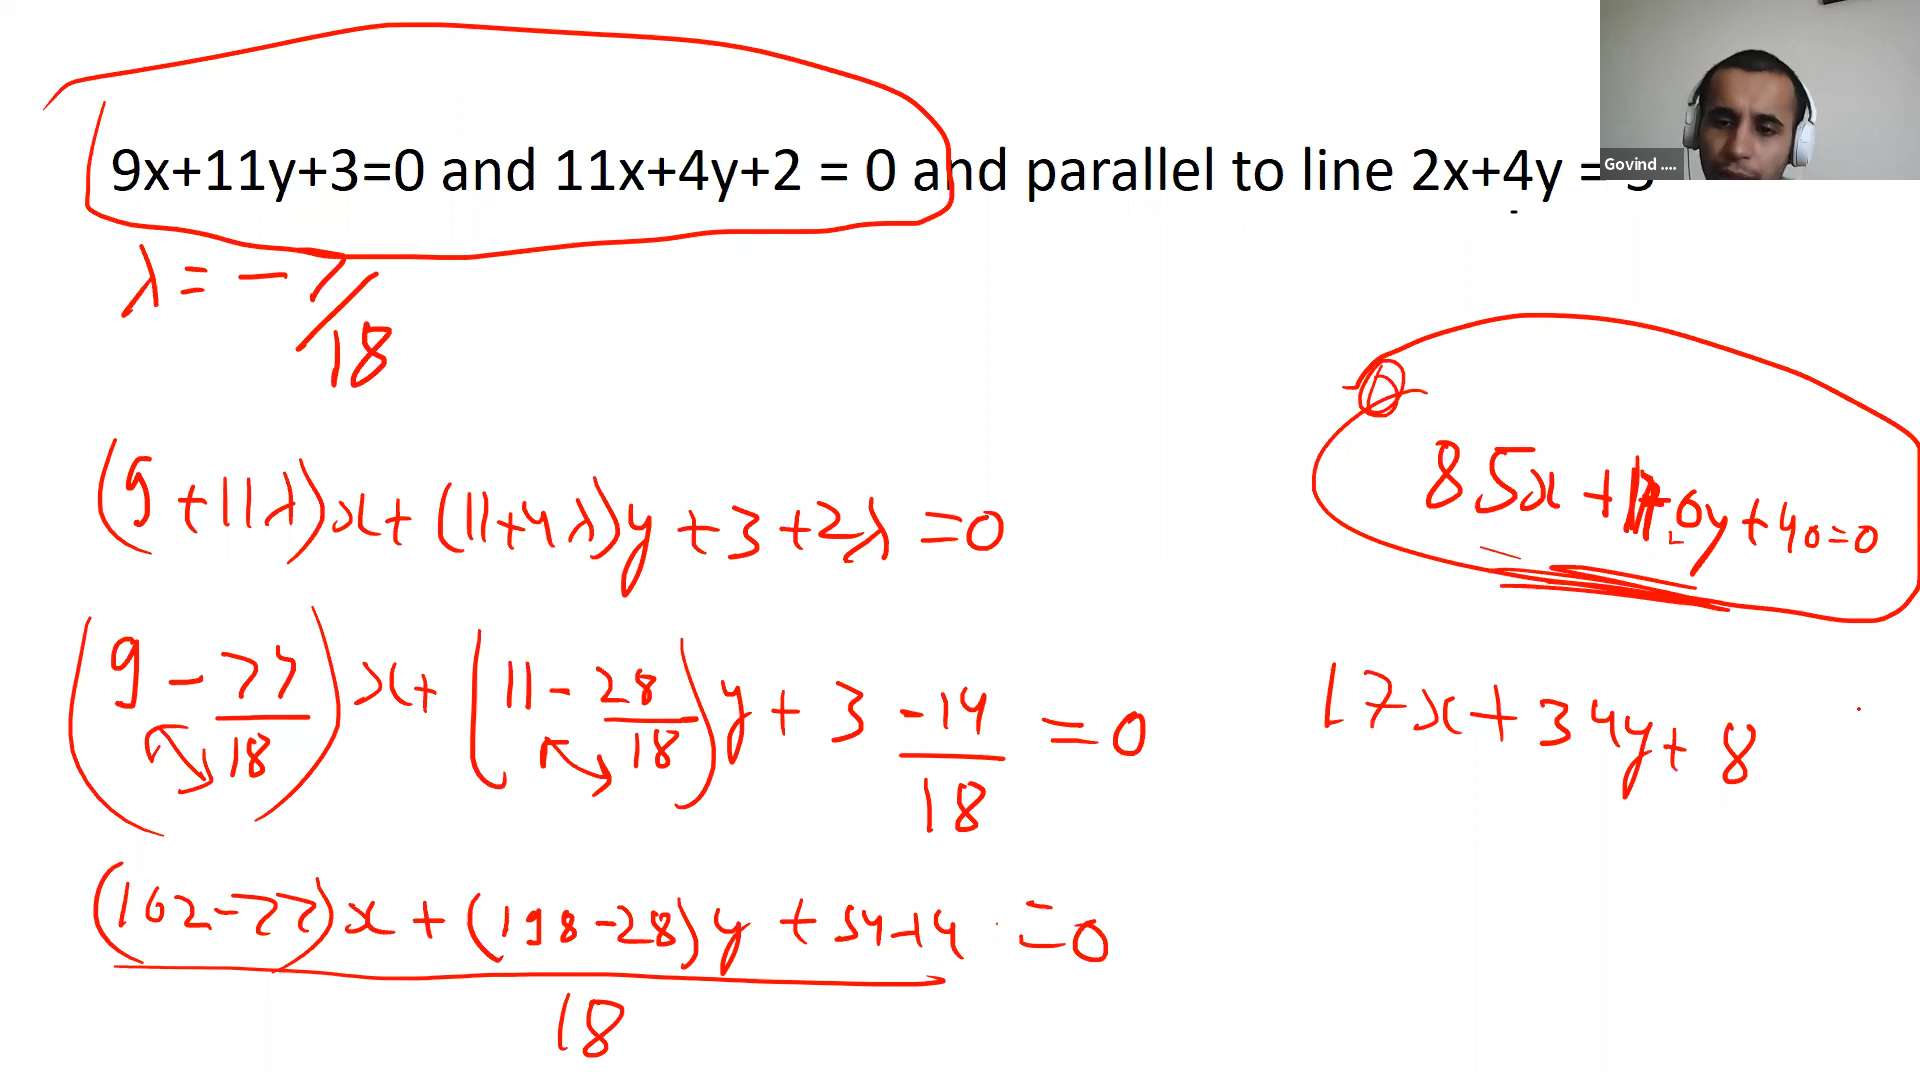 9x+11y+3=0 and 11x+4y+2 = 0 and parallel to line 2x+4y =
Govind ....
λ = -7/18
(9+11λ)x+(11+4λ)y+3+2λ=0
85x+170y+40=0
(9-77/18)x+(11-28/18)y+3-14/18=0
17x+34y+8
(162-77)x+(198-28)y+54-14=0
18